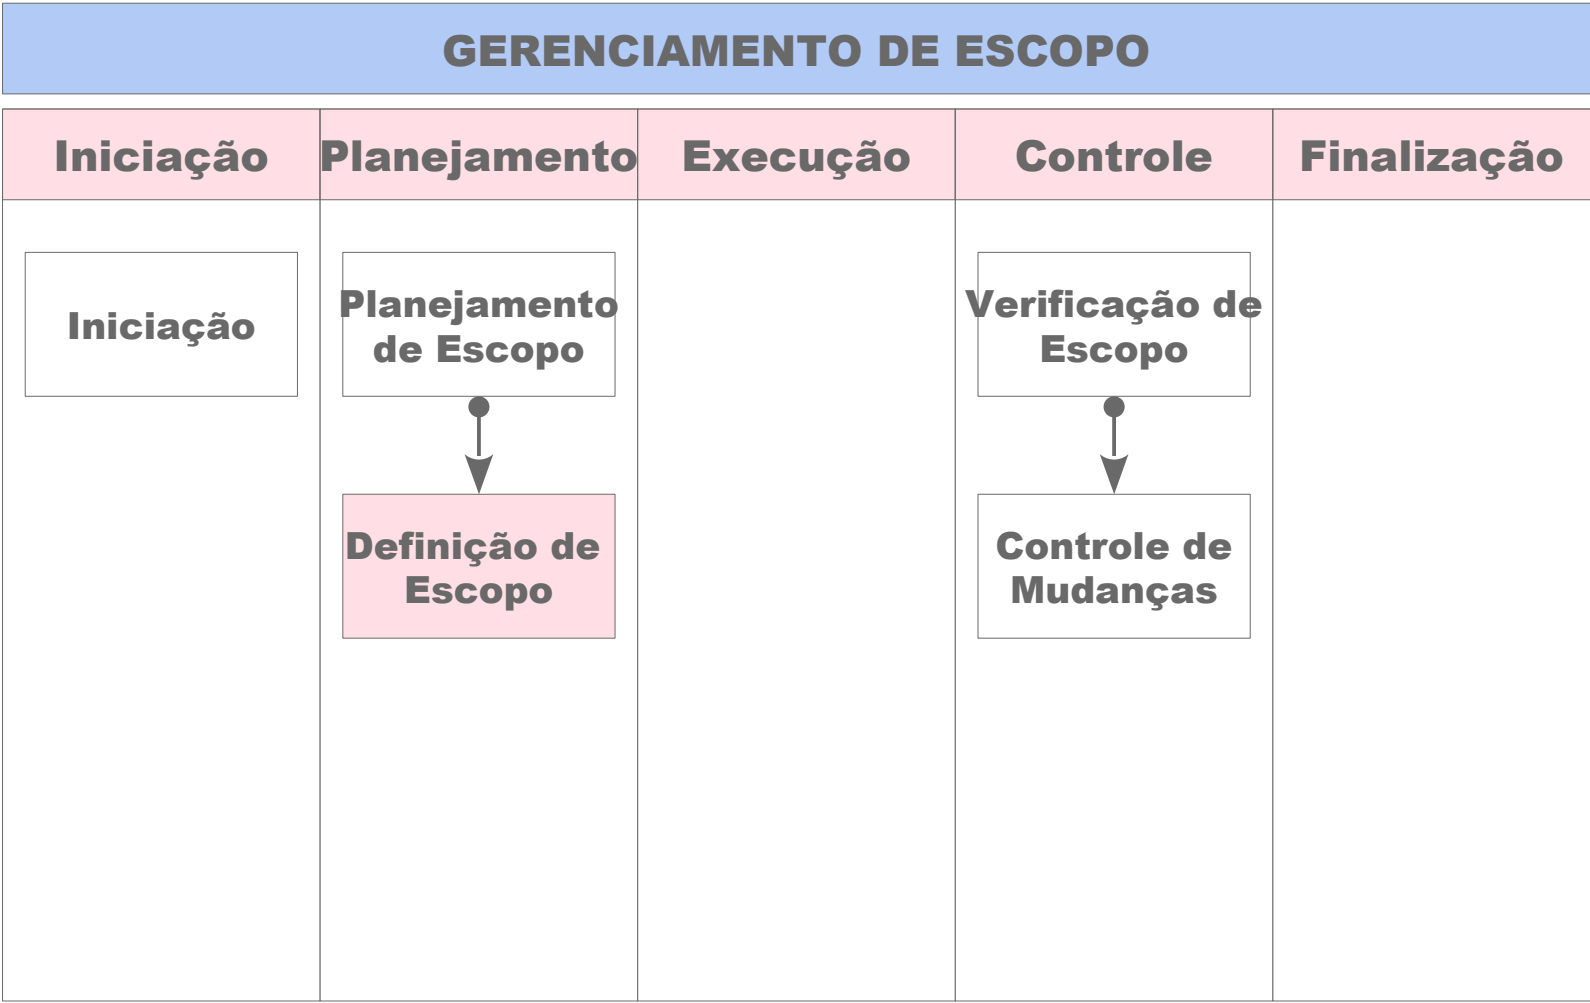 GERENCIAMENTO DE ESCOPO
Iniciação
Planejamento
Execução
Controle
Finalização
Iniciação
Planejamento
de Escopo
Verificação de
Escopo
Definição de
Escopo
Controle de
Mudanças